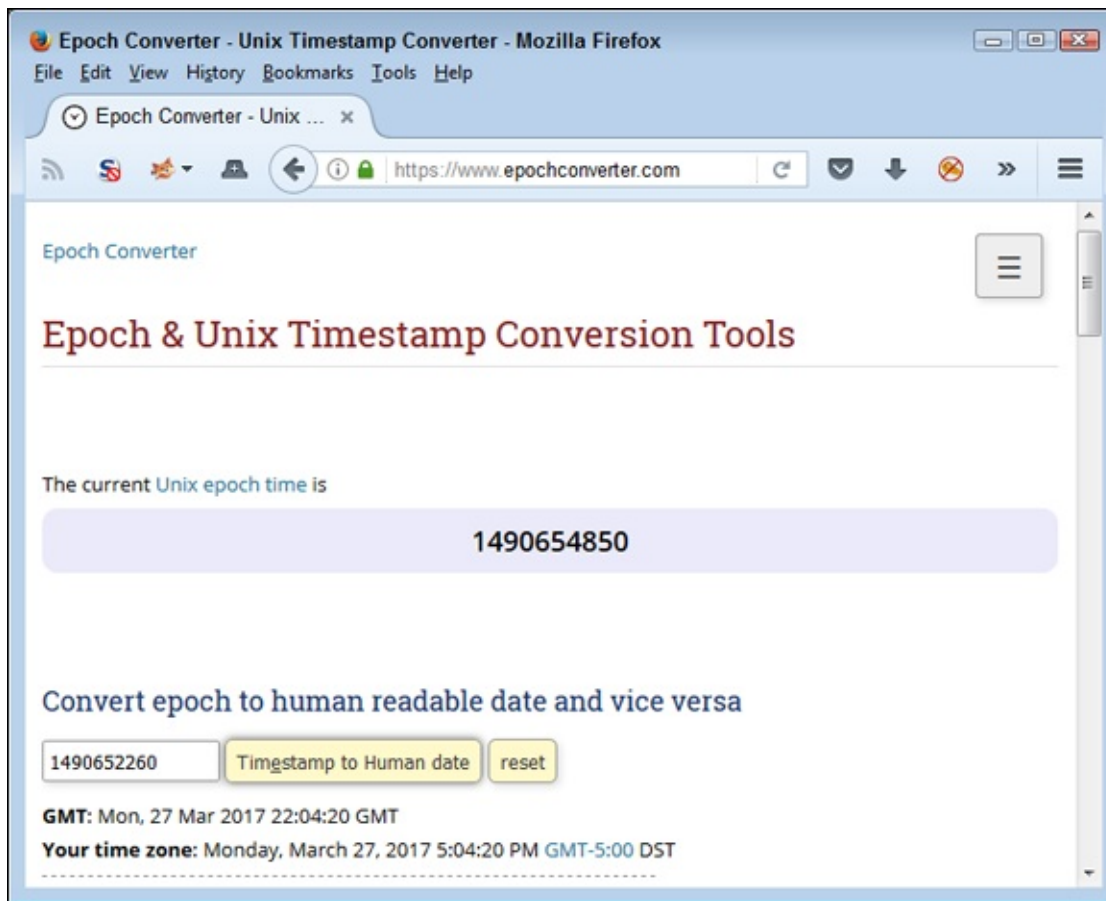 Epoch Converter - Unix Timestamp Converter - Mozilla Firefox
File Edit View History Bookmarks Tools Help
Epoch Converter - Unix ...
https://www.epochconverter.com
Epoch Converter
Epoch & Unix Timestamp Conversion Tools
The current Unix epoch time is
1490654850
Convert epoch to human readable date and vice versa
1490652260 Timestamp to Human date reset
GMT: Mon, 27 Mar 2017 22:04:20 GMT
Your time zone: Monday, March 27, 2017 5:04:20 PM GMT-5:00 DST